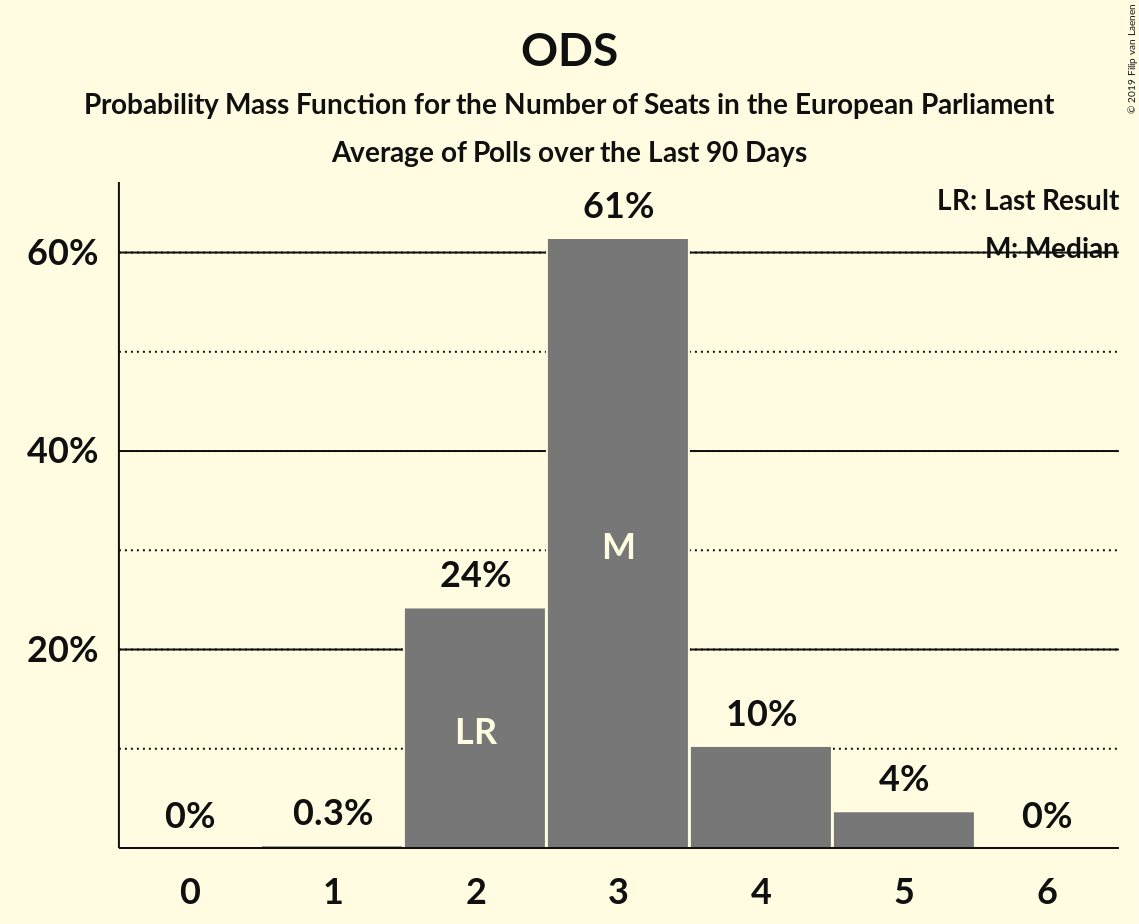 ODS
Probability Mass Function for the Number of Seats in the European Parliament
Average of Polls over the Last 90 Days
© 2019 Filip van Laenen
LR: Last Result
M: Median
60%
40%
20%
0%
0.3%
24%
61%
10%
4%
0%
LR
M
0 1 2 3 4 5 6